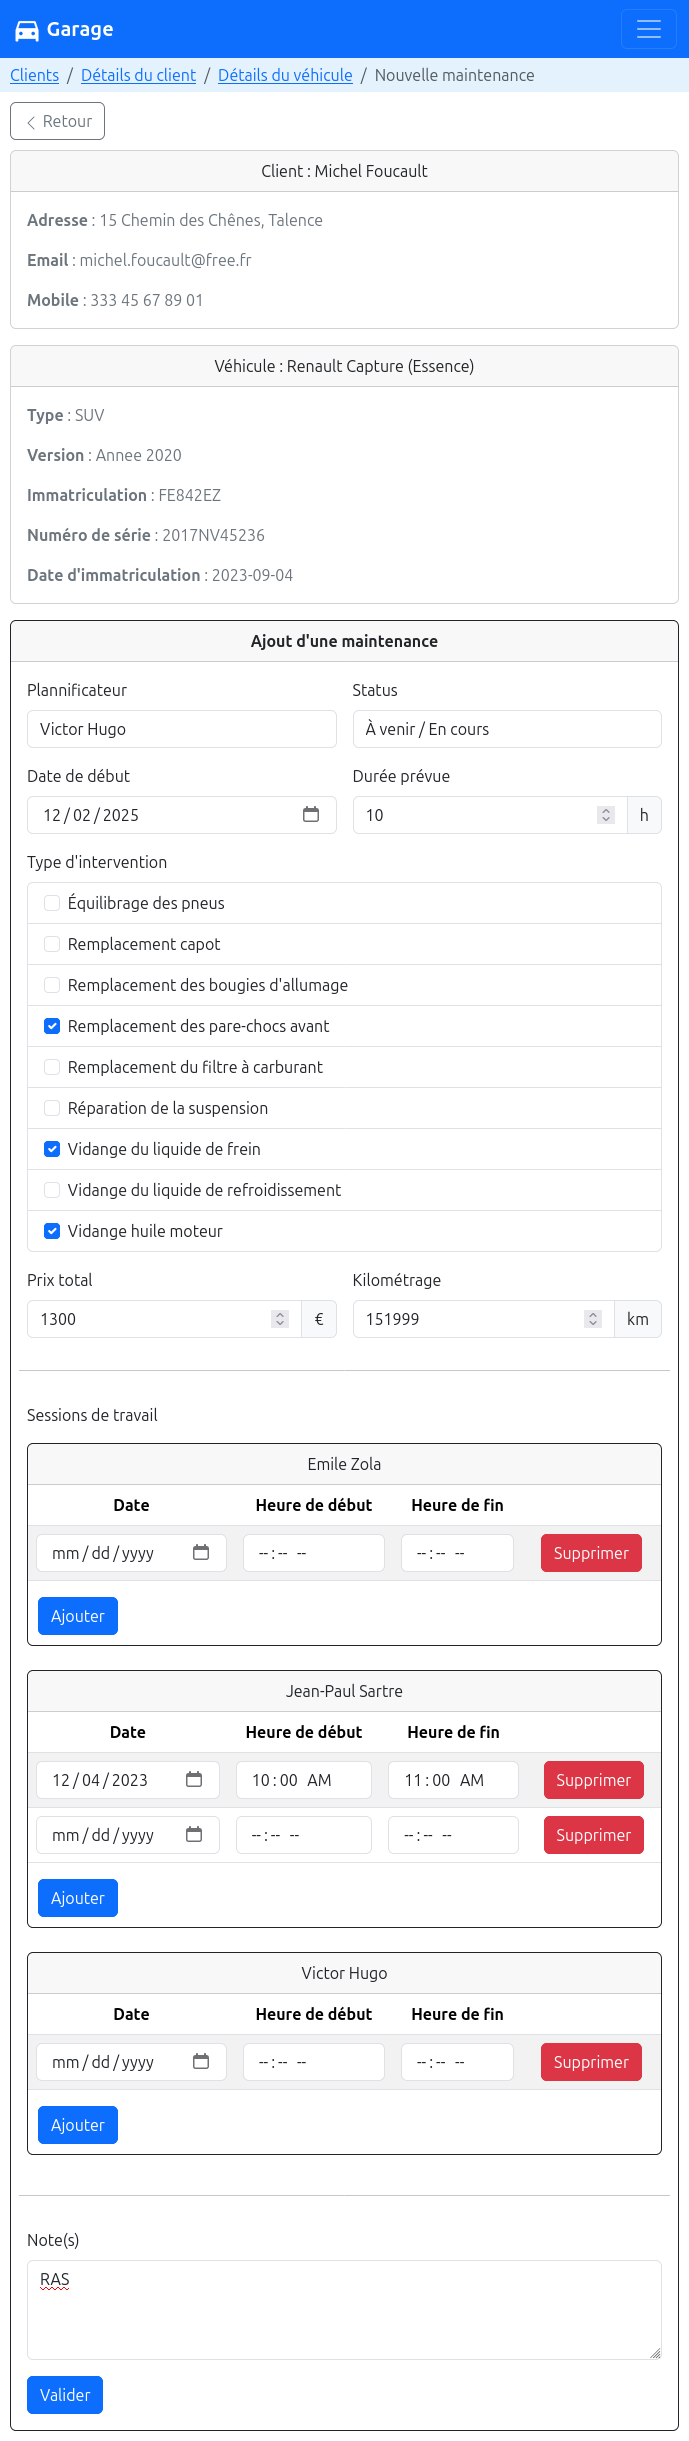 Garage
Clients / Détails du client / Détails du véhicule / Nouvelle maintenance
Retour
Client : Michel Foucault
Adresse : 15 Chemin des Chênes, Talence
Email : michel.foucault@free.fr
Mobile : 333 45 67 89 01
Véhicule : Renault Capture (Essence)
Type : SUV
Version : Annee 2020
Immatriculation : FE842EZ
Numéro de série : 2017NV45236
Date d'immatriculation : 2023-09-04
Ajout d'une maintenance
Plannificateur Status
Victor Hugo À venir / En cours
Date de début Durée prévue
12/02/2025 10 h
Type d'intervention
Équilibrage des pneus
Remplacement capot
Remplacement des bougies d'allumage
Remplacement des pare-chocs avant
Remplacement du filtre à carburant
Réparation de la suspension
Vidange du liquide de frein
Vidange du liquide de refroidissement
Vidange huile moteur
Prix total Kilométrage
1300 € 151999 km
Sessions de travail
Emile Zola
Date Heure de début Heure de fin
mm/dd/yyyy --:-- -- --:-- -- Supprimer
Ajouter
Jean-Paul Sartre
Date Heure de début Heure de fin
12/04/2023 10:00 AM 11:00 AM Supprimer
mm/dd/yyyy --:-- -- --:-- -- Supprimer
Ajouter
Victor Hugo
Date Heure de début Heure de fin
mm/dd/yyyy --:-- -- --:-- -- Supprimer
Ajouter
Note(s)
RAS
Valider